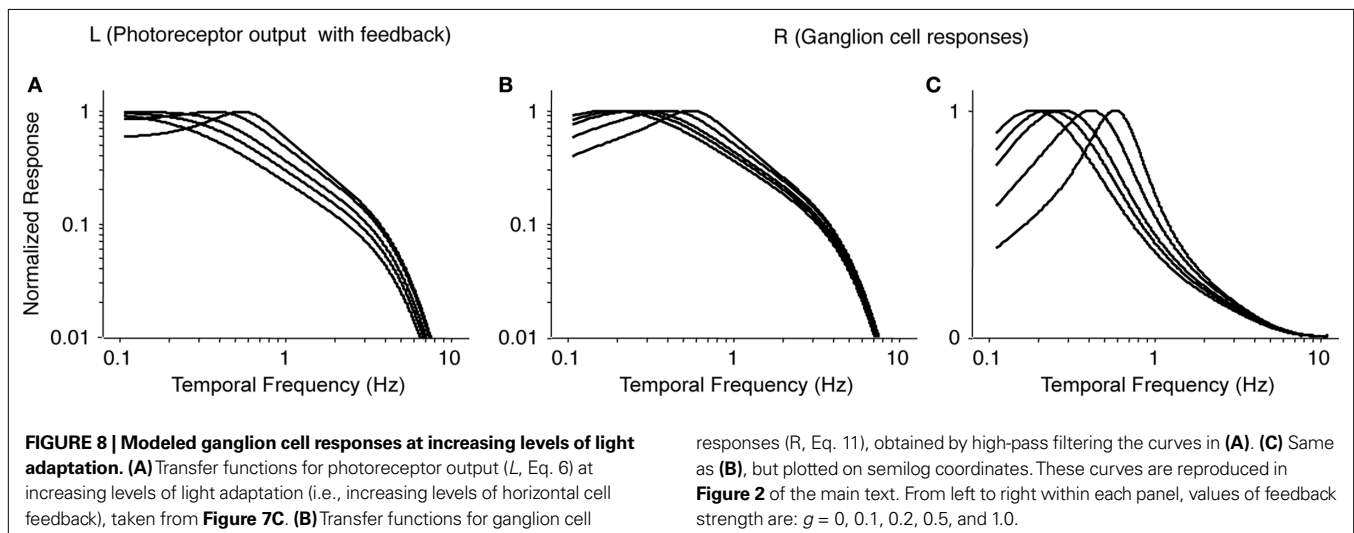 L (Photoreceptor output with feedback)
R (Ganglion cell responses)
A
B
C
Normalized Response
1
0.1
0.01
0.1
1
10
Temporal Frequency (Hz)
1
0.1
0.01
0.1
1
10
Temporal Frequency (Hz)
1
0
0.1
1
10
Temporal Frequency (Hz)
FIGURE 8 | Modeled ganglion cell responses at increasing levels of light
adaptation. (A) Transfer functions for photoreceptor output (L, Eq. 6) at
increasing levels of light adaptation (i.e., increasing levels of horizontal cell
feedback), taken from Figure 7C. (B) Transfer functions for ganglion cell
responses (R, Eq. 11), obtained by high-pass filtering the curves in (A). (C) Same
as (B), but plotted on semilog coordinates. These curves are reproduced in
Figure 2 of the main text. From left to right within each panel, values of feedback
strength are: g = 0, 0.1, 0.2, 0.5, and 1.0.